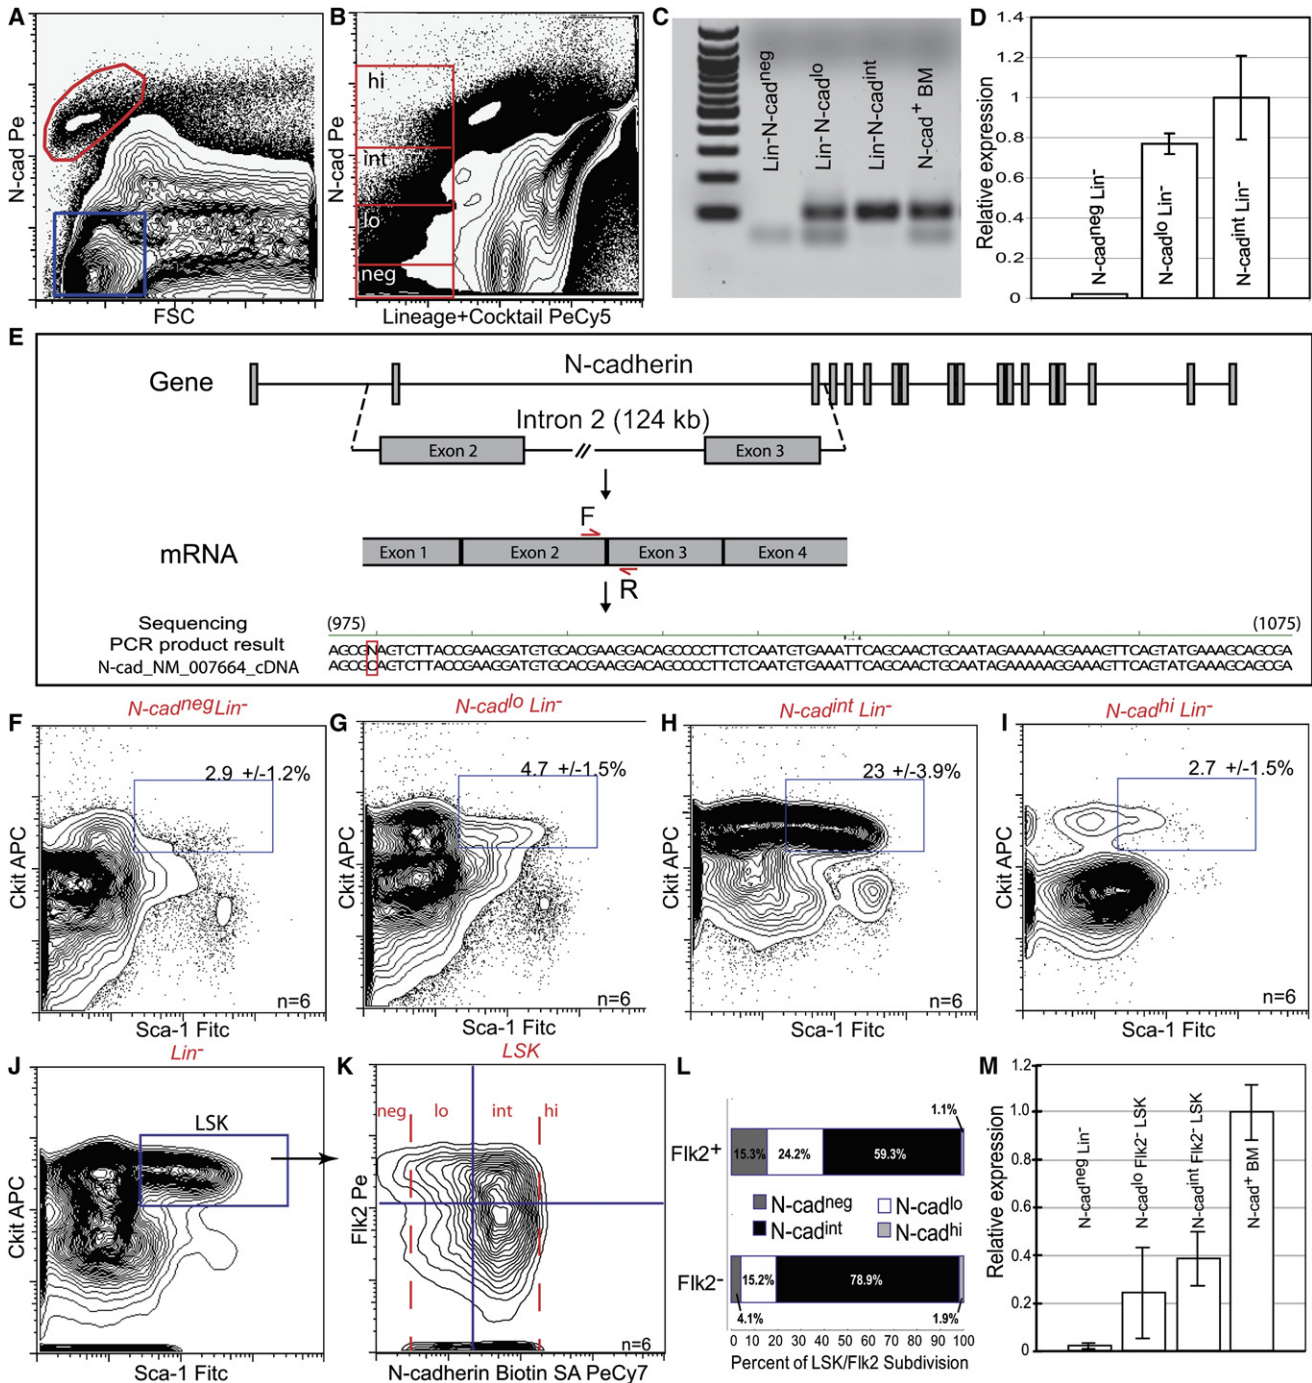 A
N-cad Pe
FSC
B
N-cad Pe
hi
int
lo
neg
Lineage+Cocktail PeCy5
C
Lin⁻N-cadⁿᵉᵍ
Lin⁻N-cadˡᵒ
Lin⁻N-cadⁱⁿᵗ
N-cad⁺ BM
D
Relative expression
1.4
1.2
1
0.8
0.6
0.4
0.2
0
N-cadⁿᵉᵍ Lin⁻
N-cadˡᵒ Lin⁻
N-cadⁱⁿᵗ Lin⁻
E
Gene
N-cadherin
Intron 2 (124 kb)
Exon 2
//
Exon 3
F
mRNA
Exon 1
Exon 2
Exon 3
Exon 4
R
Sequencing
PCR product result
(975)
(1075)
AGCGNAGTCTTACCGAAGGATGTGCACGAAGGACAGCCCCTTCTCAATGTGAAATTCAGCAACTGCAATAGAAAAAGGAAAGTTCAGTATGAAAGCAGCGA
N-cad_NM_007664_cDNA
AGCGCAGTCTTACCGAAGGATGTGCACGAAGGACAGCCCCTTCTCAATGTGAAATTCAGCAACTGCAATAGAAAAAGGAAAGTTCAGTATGAAAGCAGCGA
F
N-cadⁿᵉᵍLin⁻
2.9 +/-1.2%
Ckit APC
n=6
Sca-1 Fitc
G
N-cadˡᵒ Lin⁻
4.7 +/-1.5%
Ckit APC
n=6
Sca-1 Fitc
H
N-cadⁱⁿᵗ Lin⁻
23 +/-3.9%
Ckit APC
n=6
Sca-1 Fitc
I
N-cadʰⁱ Lin⁻
2.7 +/-1.5%
Ckit APC
n=6
Sca-1 Fitc
J
Lin⁻
LSK
Ckit APC
Sca-1 Fitc
K
LSK
neg
lo
int
hi
Flk2 Pe
n=6
N-cadherin Biotin SA PeCy7
L
1.1%
Flk2⁺
15.3%
24.2%
59.3%
N-cadⁿᵉᵍ
N-cadˡᵒ
N-cadⁱⁿᵗ
N-cadʰⁱ
Flk2⁻
15.2%
78.9%
4.1%
1.9%
0 10 20 30 40 50 60 70 80 90 100
Percent of LSK/Flk2 Subdivision
M
Relative expression
1.2
1.0
0.8
0.6
0.4
0.2
0
N-cadⁿᵉᵍ Lin⁻
N-cadˡᵒ Flk2⁻ LSK
N-cadⁱⁿᵗ Flk2⁻ LSK
N-cad⁺ BM